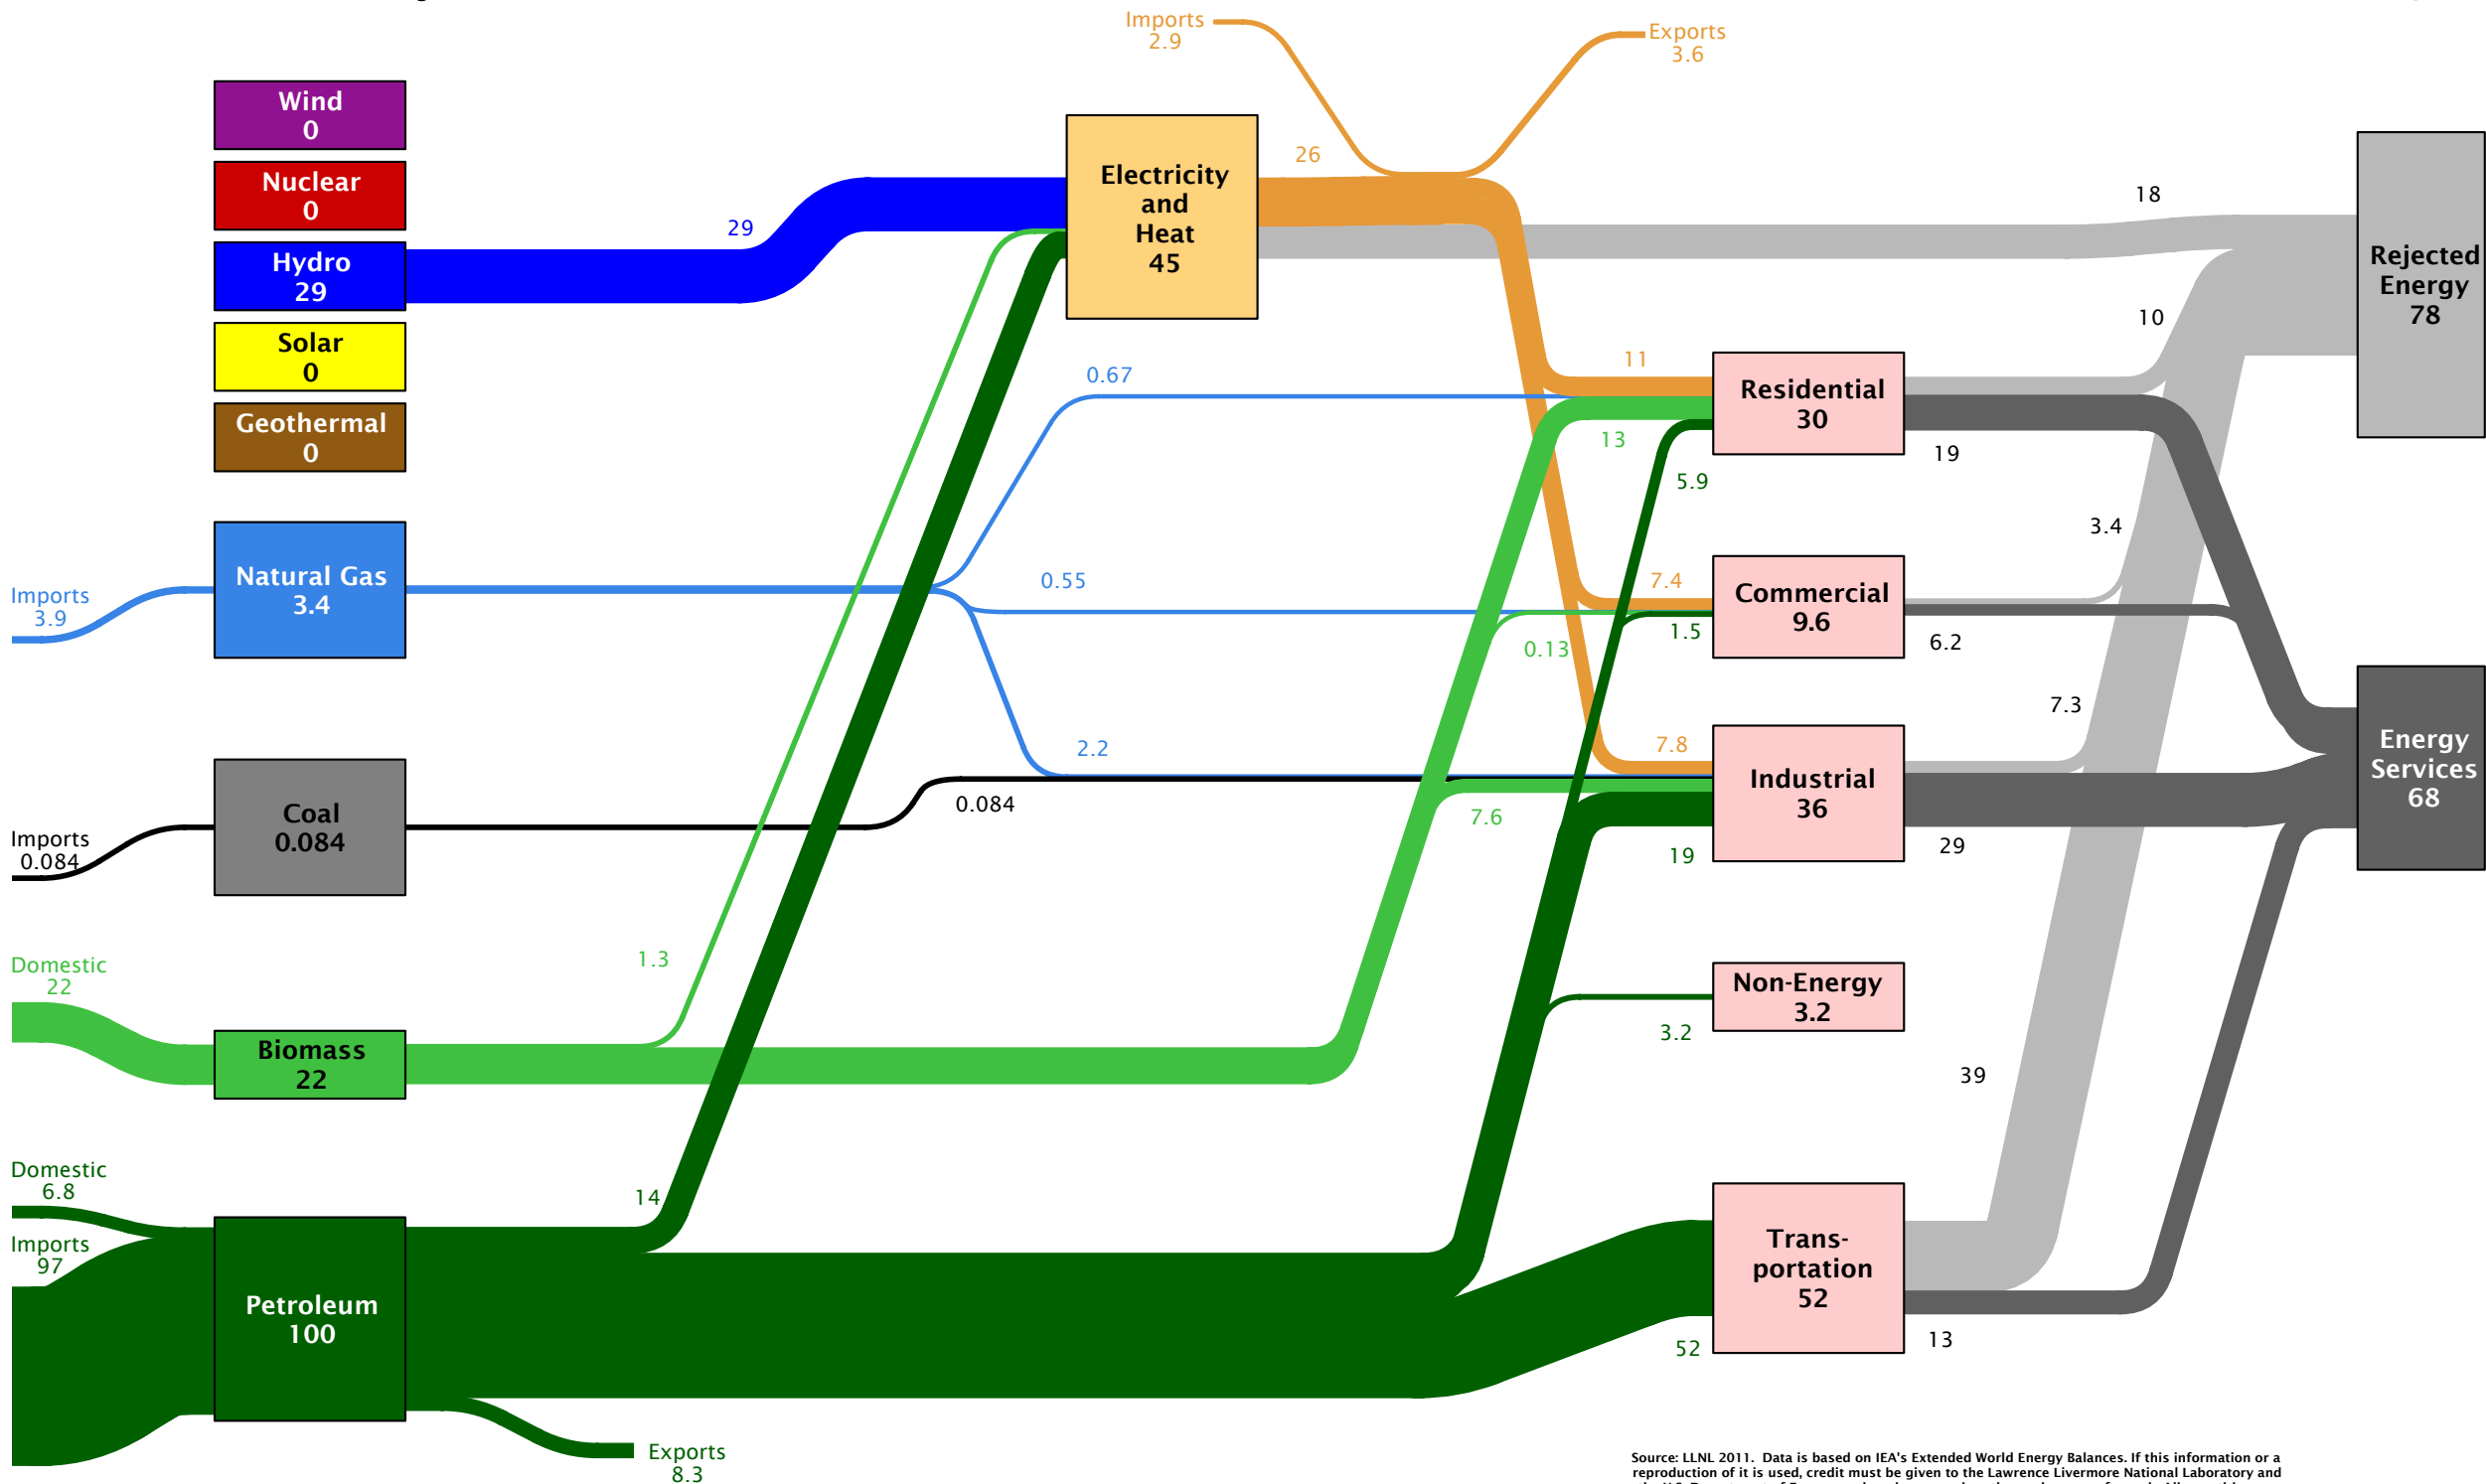 Imports
2.9
Exports
3.6
Wind
0
Nuclear
0
Hydro
29
Solar
0
Geothermal
0
29
Electricity
and
Heat
45
26
18
Rejected
Energy
78
10
0.67
11
Residential
30
13
5.9
19
Imports
3.9
Natural Gas
3.4
0.55
7.4
Commercial
9.6
0.13
1.5
3.4
6.2
Imports
0.084
Coal
0.084
2.2
0.084
7.8
Industrial
36
7.6
19
7.3
29
Energy
Services
68
Domestic
22
Biomass
22
1.3
Non-Energy
3.2
3.2
39
Domestic
6.8
Imports
97
Petroleum
100
14
Exports
8.3
Trans-
portation
52
52
13
Source: LLNL 2011. Data is based on IEA's Extended World Energy Balances. If this information or a
reproduction of it is used, credit must be given to the Lawrence Livermore National Laboratory and